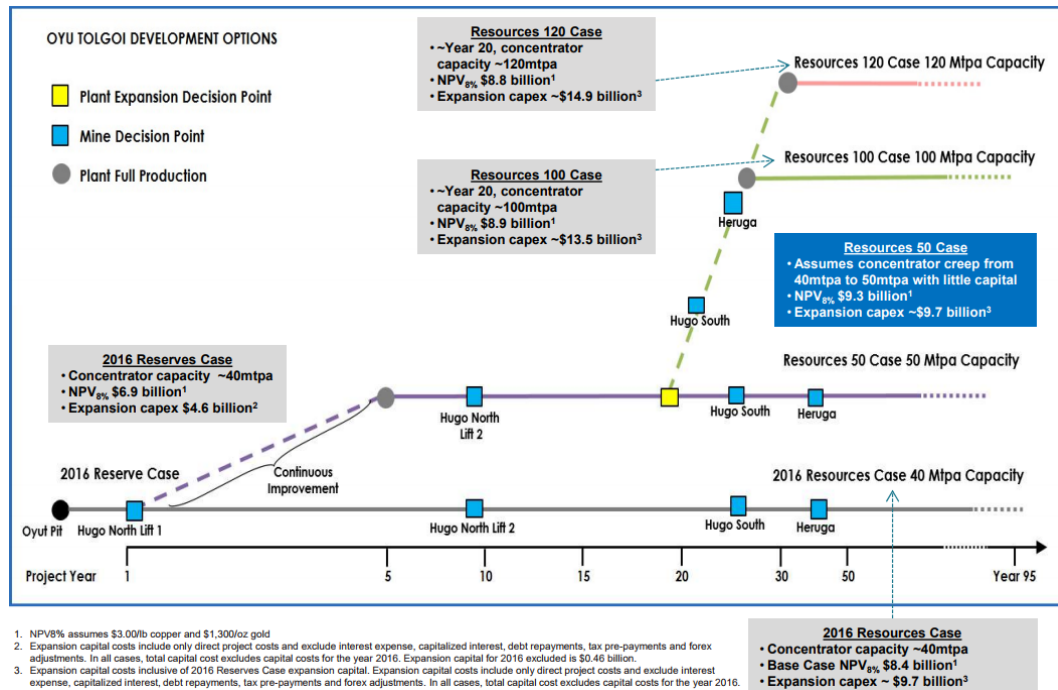 OYU TOLGOI DEVELOPMENT OPTIONS
Plant Expansion Decision Point
Mine Decision Point
Plant Full Production
Resources 120 Case
• ~Year 20, concentrator
capacity ~120mtpa
• NPV8% $8.8 billion1
• Expansion capex ~$14.9 billion3
Resources 120 Case 120 Mtpa Capacity
Resources 100 Case
• ~Year 20, concentrator
capacity ~100mtpa
• NPV8% $8.9 billion1
• Expansion capex ~$13.5 billion3
Resources 100 Case 100 Mtpa Capacity
Heruga
Hugo South
Resources 50 Case
• Assumes concentrator creep from
40mtpa to 50mtpa with little capital
• NPV8% $9.3 billion1
• Expansion capex ~$9.7 billion3
2016 Reserves Case
• Concentrator capacity ~40mtpa
• NPV8% $6.9 billion1
• Expansion capex $4.6 billion2
Resources 50 Case 50 Mtpa Capacity
Hugo North
Lift 2
Hugo South
Heruga
2016 Reserve Case
Continuous
Improvement
2016 Resources Case 40 Mtpa Capacity
Oyut Pit
Hugo North Lift 1
Hugo North Lift 2
Hugo South
Heruga
Project Year
1
5
10
15
20
30
50
Year 95
1. NPV8% assumes $3.00/lb copper and $1,300/oz gold
2. Expansion capital costs include only direct project costs and exclude interest expense, capitalized interest, debt repayments, tax pre-payments and forex
adjustments. In all cases, total capital cost excludes capital costs for the year 2016. Expansion capital for 2016 excluded is $0.46 billion.
3. Expansion capital costs inclusive of 2016 Reserves Case expansion capital. Expansion capital costs include only direct project costs and exclude interest
expense, capitalized interest, debt repayments, tax pre-payments and forex adjustments. In all cases, total capital cost excludes capital costs for the year 2016.
2016 Resources Case
• Concentrator capacity ~40mtpa
• Base Case NPV8% $8.4 billion1
• Expansion capex ~ $9.7 billion3